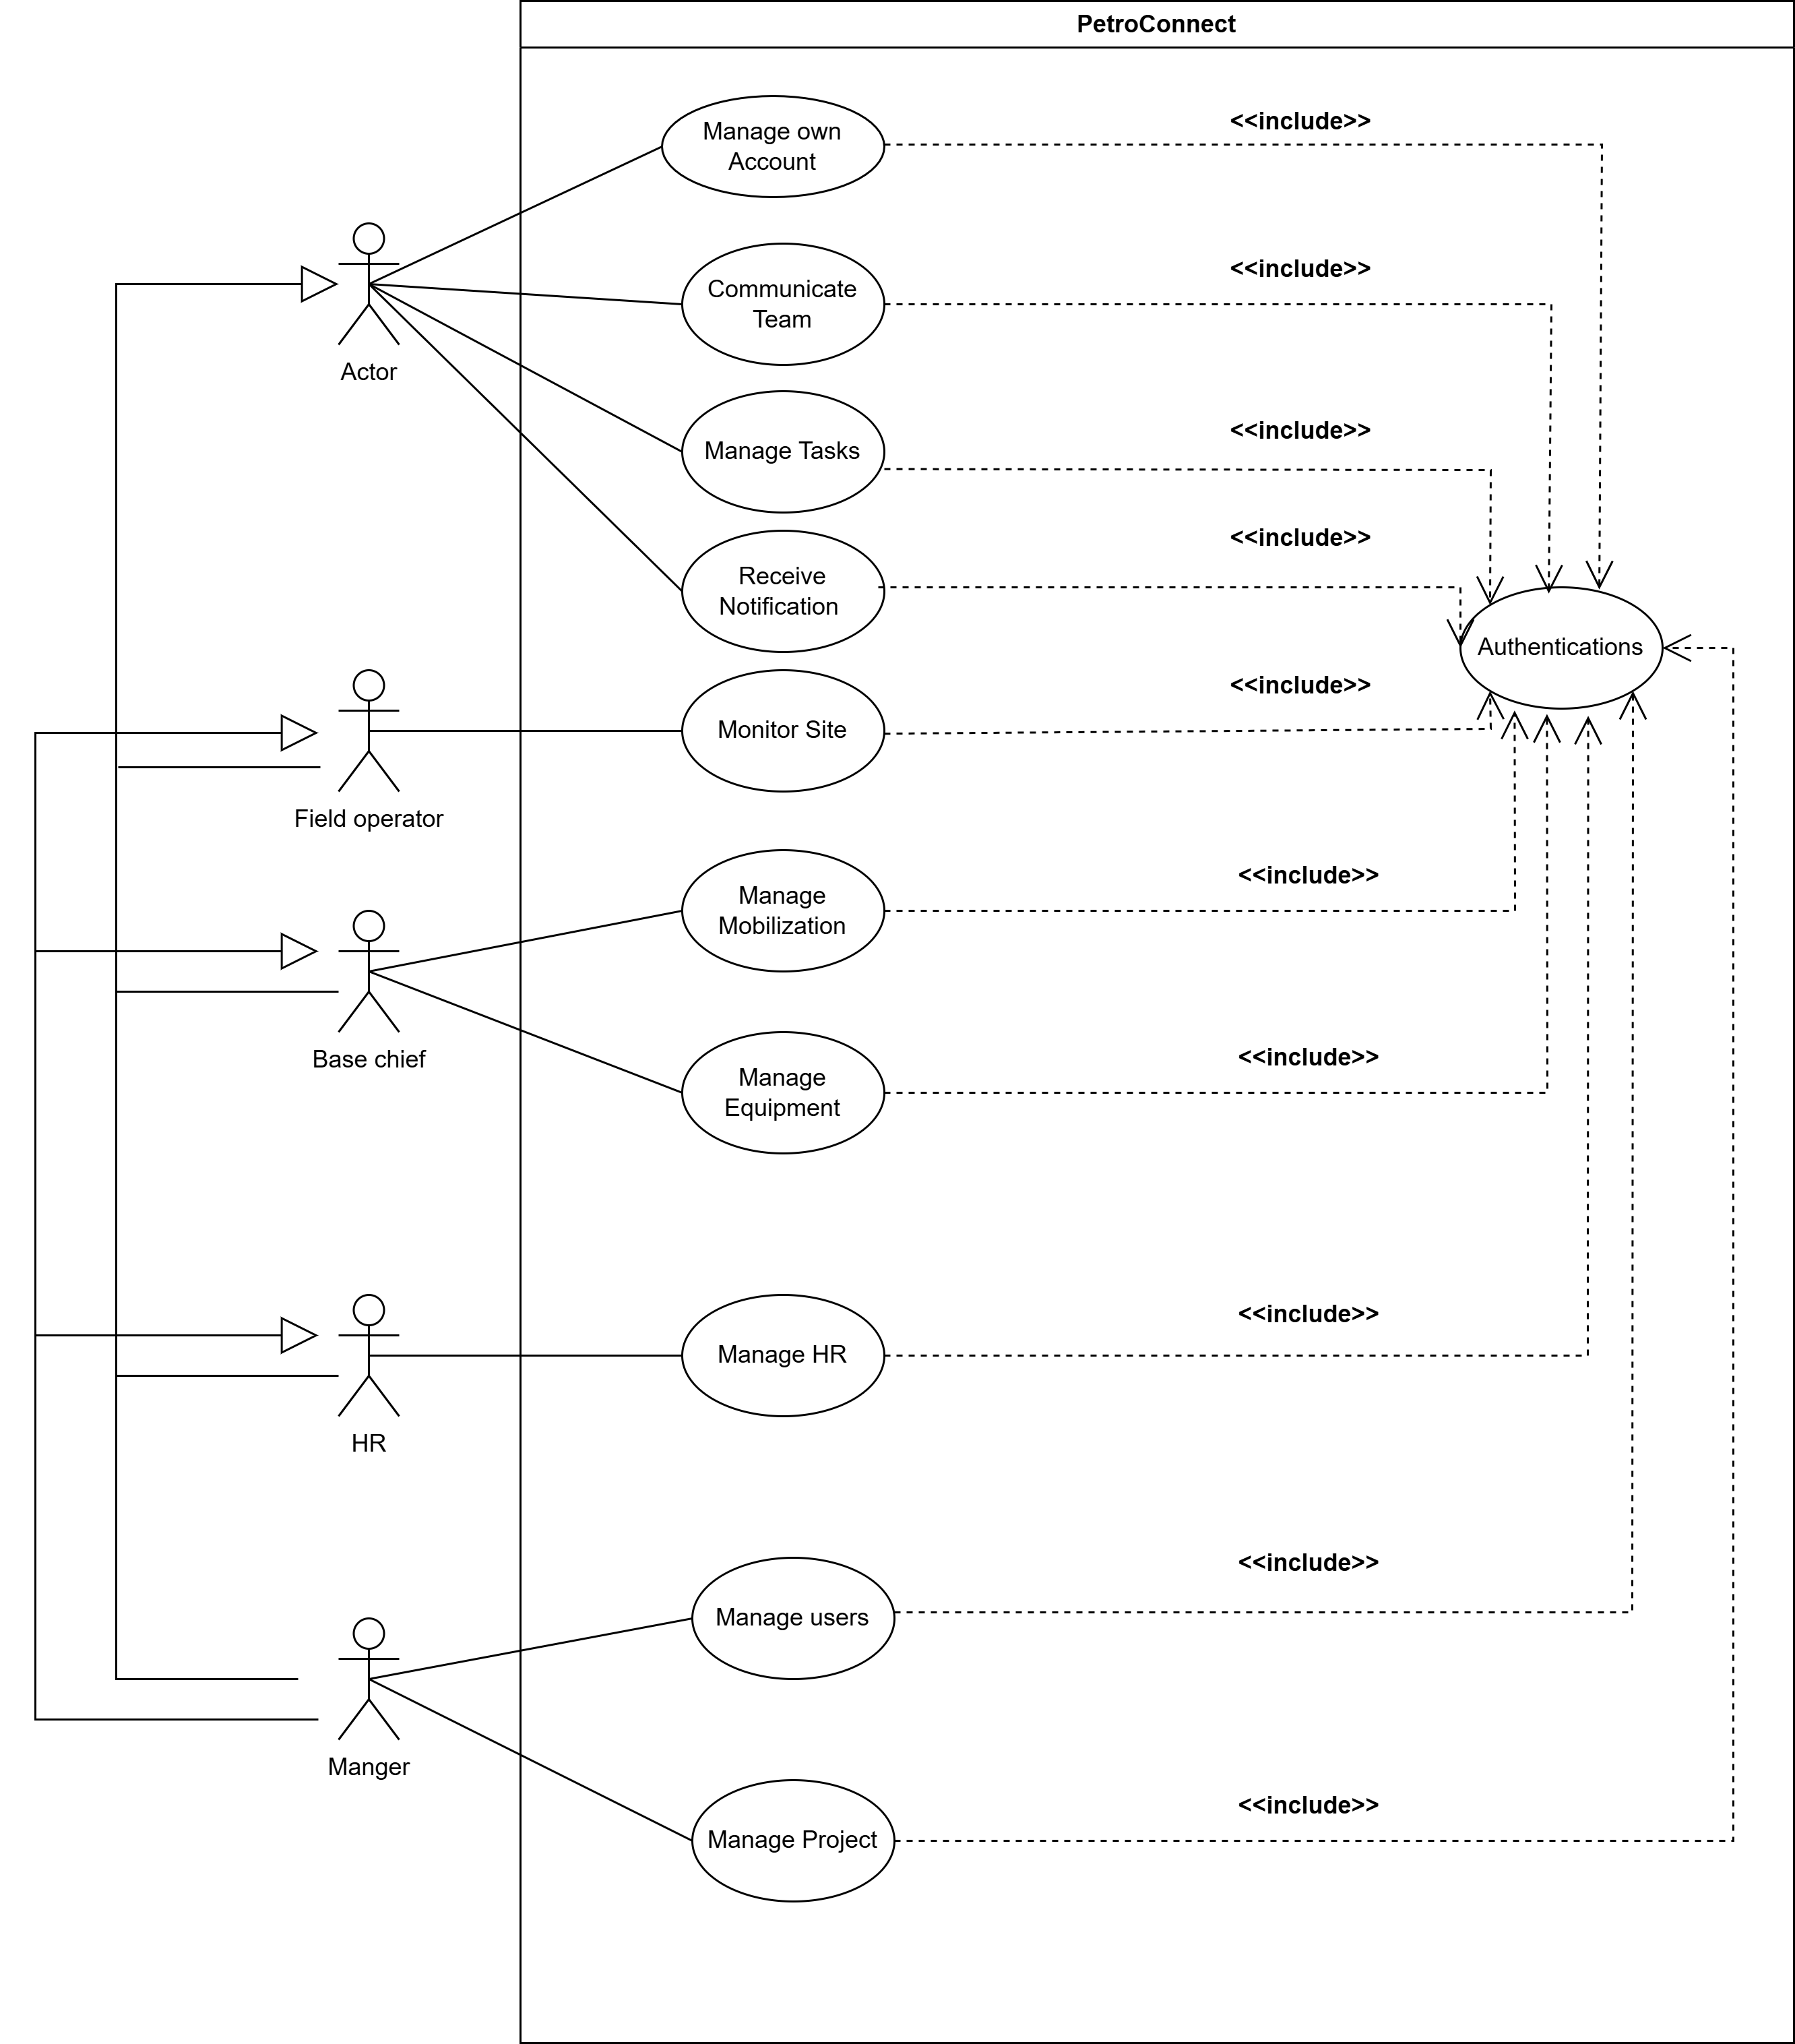 PetroConnect
Manage own
Account
<<include>>
Communicate
Team
<<include>>
Actor
Manage Tasks
<<include>>
Receive
Notification
<<include>>
Authentications
Monitor Site
<<include>>
Field operator
Manage
Mobilization
<<include>>
Base chief
Manage
Equipment
<<include>>
Manage HR
<<include>>
HR
Manage users
<<include>>
Manger
Manage Project
<<include>>